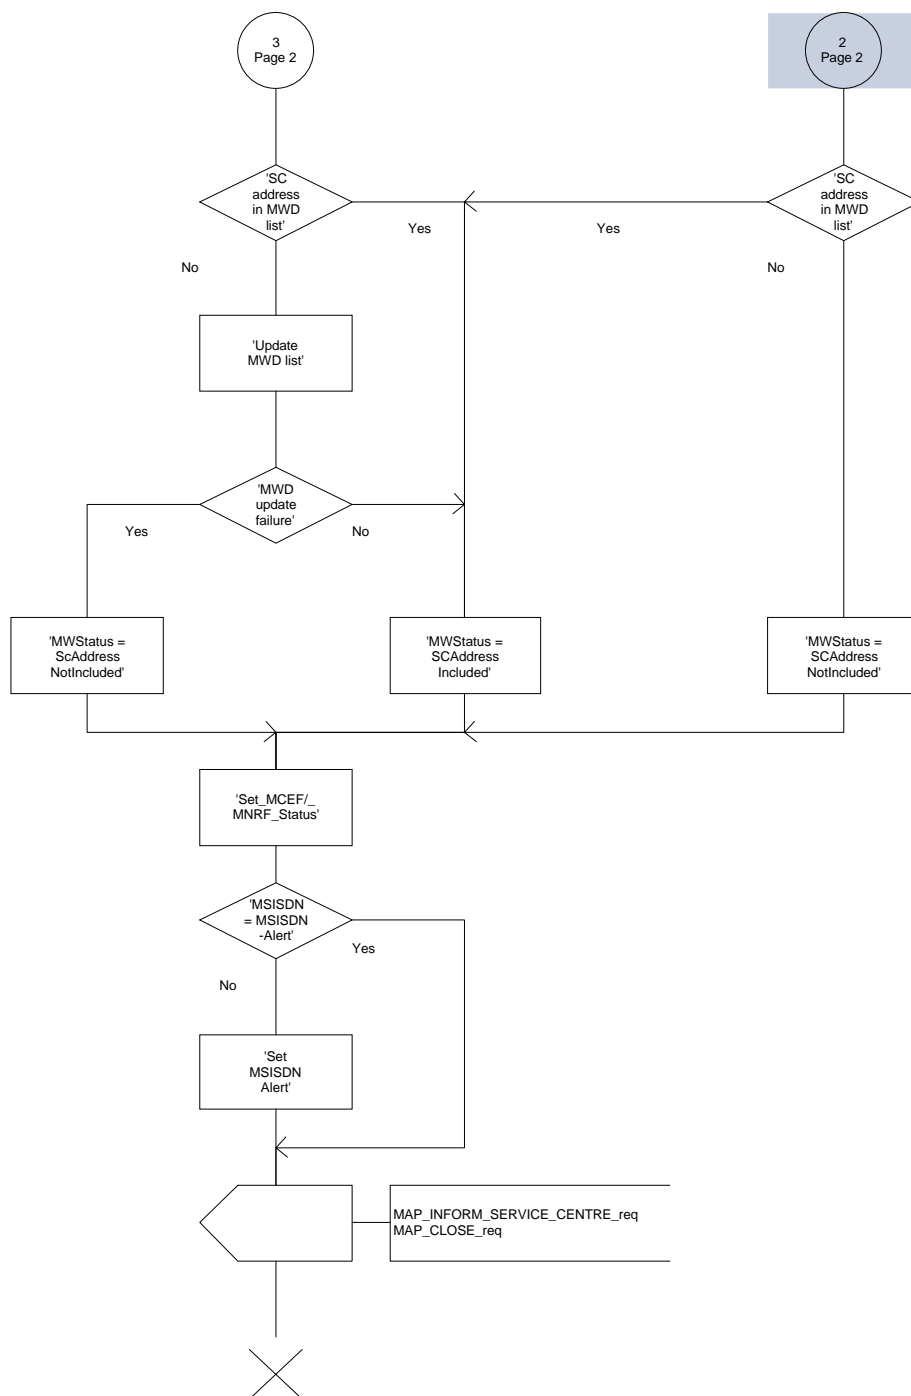 3
Page 2
2
Page 2
'SC
address
in MWD
list'
'SC
address
in MWD
list'
Yes
Yes
No
No
'Update
MWD list'
'MWD
update
failure'
Yes
No
'MWStatus =
ScAddress
NotIncluded'
'MWStatus =
SCAddress
Included'
'MWStatus =
SCAddress
NotIncluded'
'Set_MCEF/_
MNRF_Status'
'MSISDN
= MSISDN
-Alert'
Yes
No
'Set
MSISDN
Alert'
MAP_INFORM_SERVICE_CENTRE_req
MAP_CLOSE_req